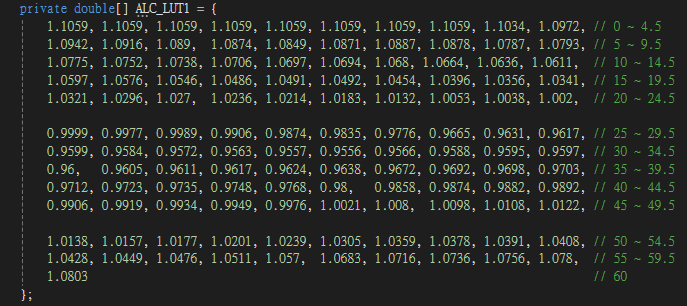 private double[] ALC_LUT1 = {
1.1059, 1.1059, 1.1059, 1.1059, 1.1059, 1.1059, 1.1059, 1.1059, 1.1034, 1.0972, // 0 ~ 4.5
1.0942, 1.0916, 1.089, 1.0874, 1.0849, 1.0871, 1.0887, 1.0878, 1.0787, 1.0793, // 5 ~ 9.5
1.0775, 1.0752, 1.0738, 1.0706, 1.0697, 1.0694, 1.068, 1.0664, 1.0636, 1.0611, // 10 ~ 14.5
1.0597, 1.0576, 1.0546, 1.0486, 1.0491, 1.0492, 1.0454, 1.0396, 1.0356, 1.0341, // 15 ~ 19.5
1.0321, 1.0296, 1.027, 1.0236, 1.0214, 1.0183, 1.0132, 1.0053, 1.0038, 1.002, // 20 ~ 24.5
0.9999, 0.9977, 0.9989, 0.9906, 0.9874, 0.9835, 0.9776, 0.9665, 0.9631, 0.9617, // 25 ~ 29.5
0.9599, 0.9584, 0.9572, 0.9563, 0.9557, 0.9556, 0.9566, 0.9588, 0.9595, 0.9597, // 30 ~ 34.5
0.96, 0.9605, 0.9611, 0.9617, 0.9624, 0.9638, 0.9672, 0.9692, 0.9698, 0.9703, // 35 ~ 39.5
0.9712, 0.9723, 0.9735, 0.9748, 0.9768, 0.98, 0.9858, 0.9874, 0.9882, 0.9892, // 40 ~ 44.5
0.9906, 0.9919, 0.9934, 0.9949, 0.9976, 1.0021, 1.008, 1.0098, 1.0108, 1.0122, // 45 ~ 49.5
1.0138, 1.0157, 1.0177, 1.0201, 1.0239, 1.0305, 1.0359, 1.0378, 1.0391, 1.0408, // 50 ~ 54.5
1.0428, 1.0449, 1.0476, 1.0511, 1.057, 1.0683, 1.0716, 1.0736, 1.0756, 1.078, // 55 ~ 59.5
1.0803 // 60
};